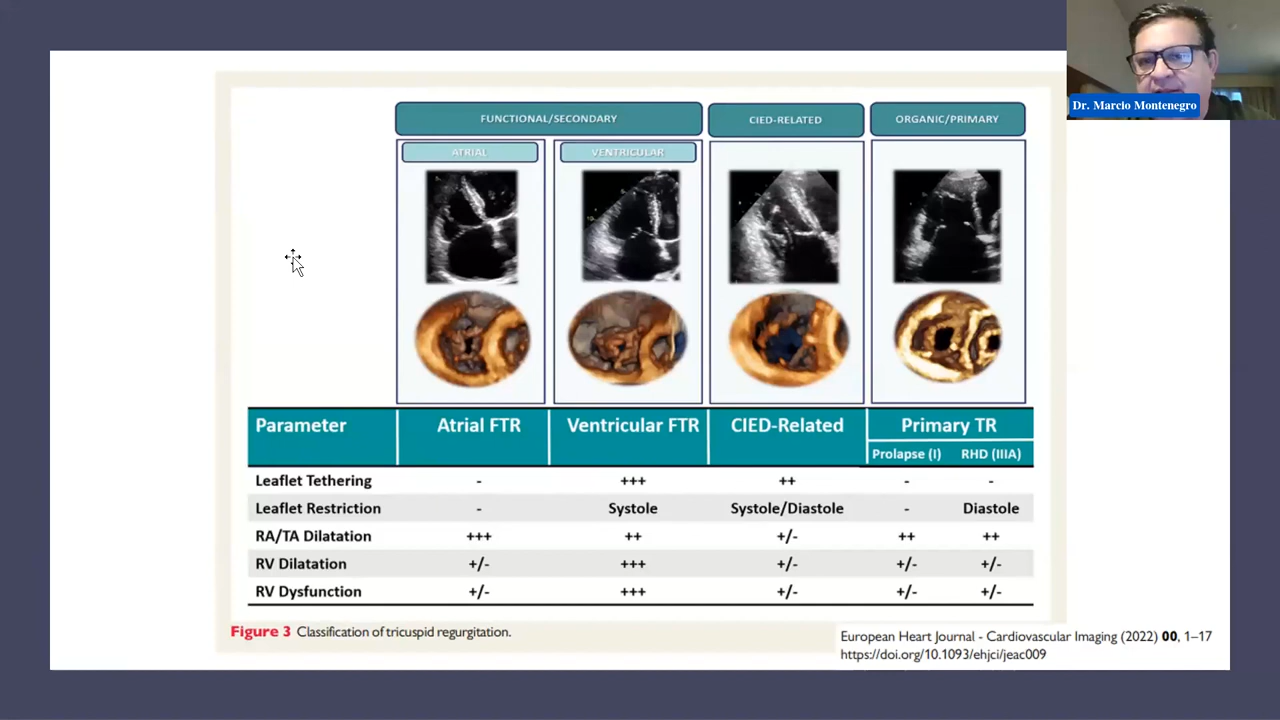 Dr. Marcio Montenegro
FUNCTIONAL/SECONDARY CIED-RELATED ORGANIC/PRIMARY
ATRIAL VENTRICULAR
Parameter Atrial FTR Ventricular FTR CIED-Related Primary TR
Prolapse (I) RHD (IIIA)
Leaflet Tethering - +++ ++ - -
Leaflet Restriction - Systole Systole/Diastole - Diastole
RA/TA Dilatation +++ ++ +/- ++ ++
RV Dilatation +/- +++ +/- +/- +/-
RV Dysfunction +/- +++ +/- +/- +/-
Figure 3 Classification of tricuspid regurgitation.
European Heart Journal - Cardiovascular Imaging (2022) 00, 1–17
https://doi.org/10.1093/ehjci/jeac009